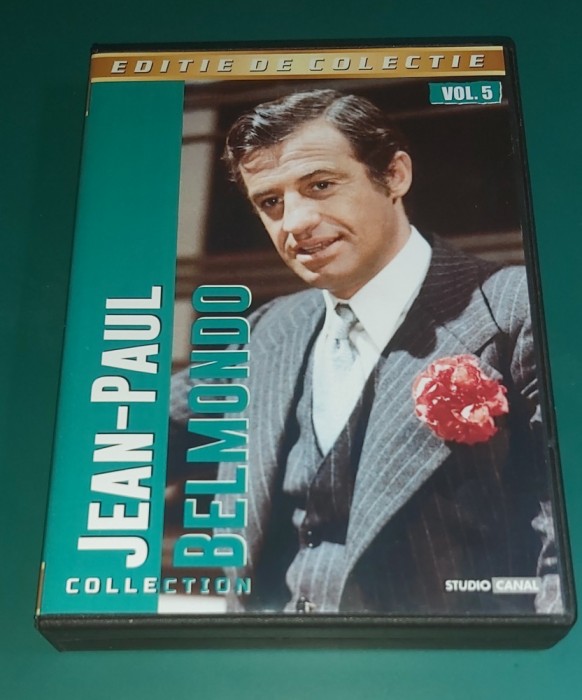 EDITIE DE COLECTIE
VOL. 5
JEAN-PAUL
BELMONDO
COLLECTION
STUDIO CANAL